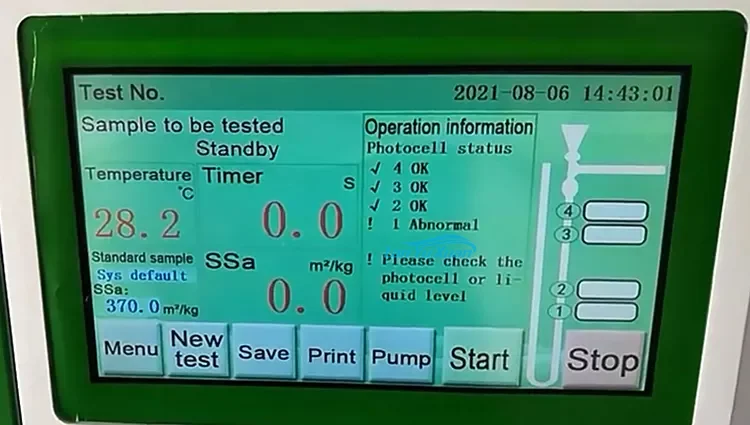 Test No. 2021-08-06 14:43:01
Sample to be tested
Standby
Temperature
℃
28.2
Timer
S
0.0
Standard sample
Sys default
SSa:
370.0 m²/kg
SSa
m²/kg
0.0
Operation information
Photocell status
✓ 4 OK
✓ 3 OK
✓ 2 OK
! 1 Abnormal
! Please check the
photocell or li-
quid level
4
3
2
1
Menu
New
test
Save
Print
Pump
Start
Stop